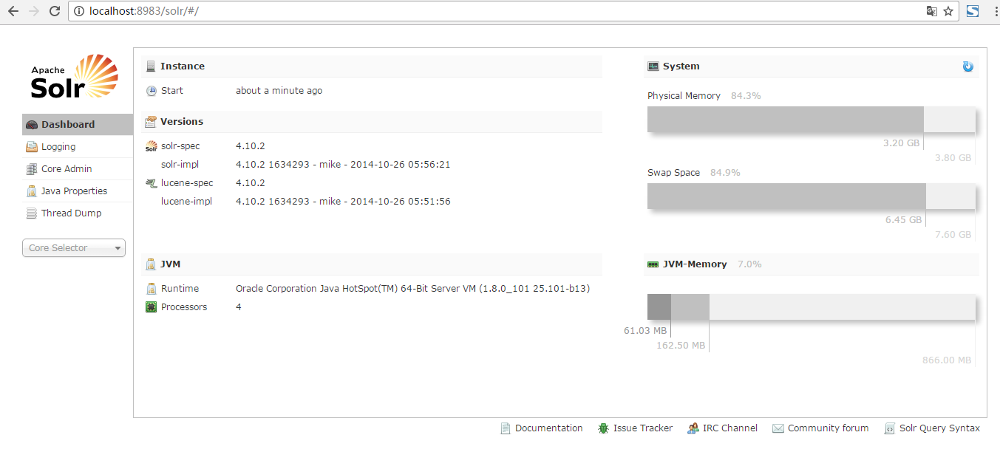 localhost:8983/solr/#/
Apache
Solr
Dashboard
Logging
Core Admin
Java Properties
Thread Dump
Core Selector
Instance
Start about a minute ago
Versions
solr-spec 4.10.2
solr-impl 4.10.2 1634293 - mike - 2014-10-26 05:56:21
lucene-spec 4.10.2
lucene-impl 4.10.2 1634293 - mike - 2014-10-26 05:51:56
JVM
Runtime Oracle Corporation Java HotSpot(TM) 64-Bit Server VM (1.8.0_101 25.101-b13)
Processors 4
System
Physical Memory 84.3%
3.20 GB
3.80 GB
Swap Space 84.9%
6.45 GB
7.60 GB
JVM-Memory 7.0%
61.03 MB
162.50 MB
866.00 MB
Documentation Issue Tracker IRC Channel Community forum Solr Query Syntax